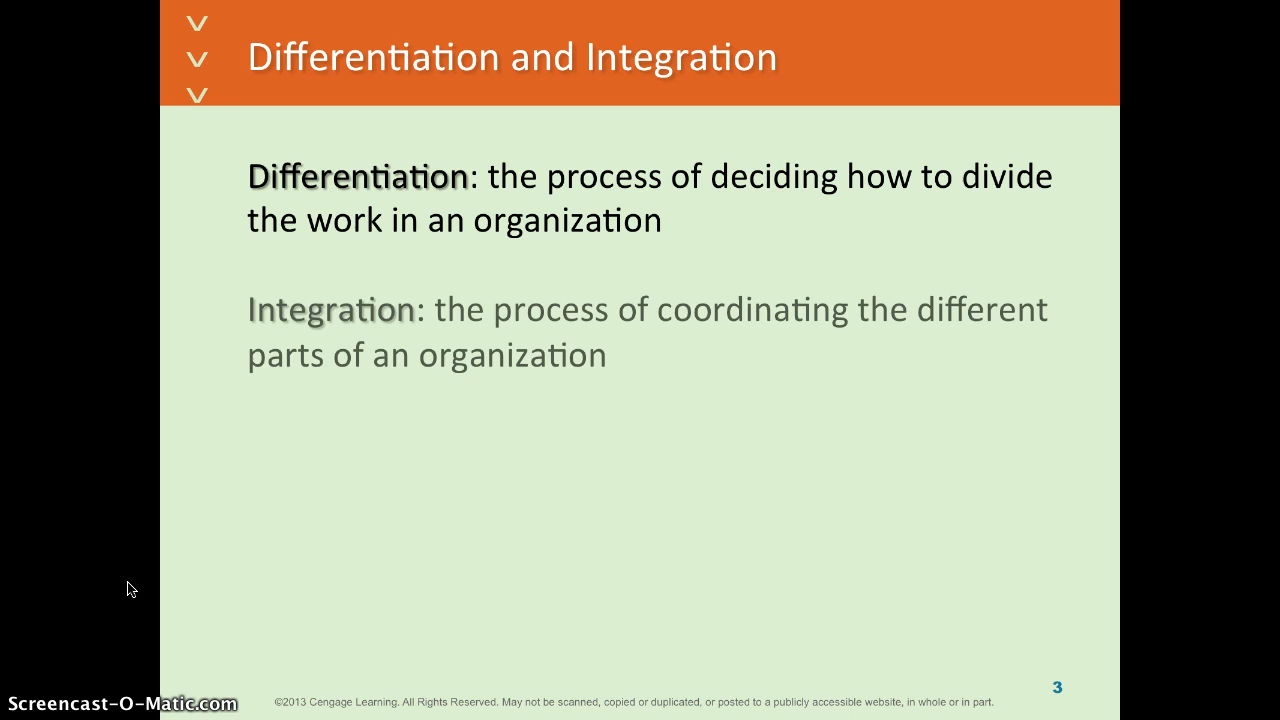 Differentiation and Integration
Differentiation: the process of deciding how to divide
the work in an organization
Integration: the process of coordinating the different
parts of an organization
3
©2013 Cengage Learning. All Rights Reserved. May not be scanned, copied or duplicated, or posted to a publicly accessible website, in whole or in part.
Screencast-O-Matic.com